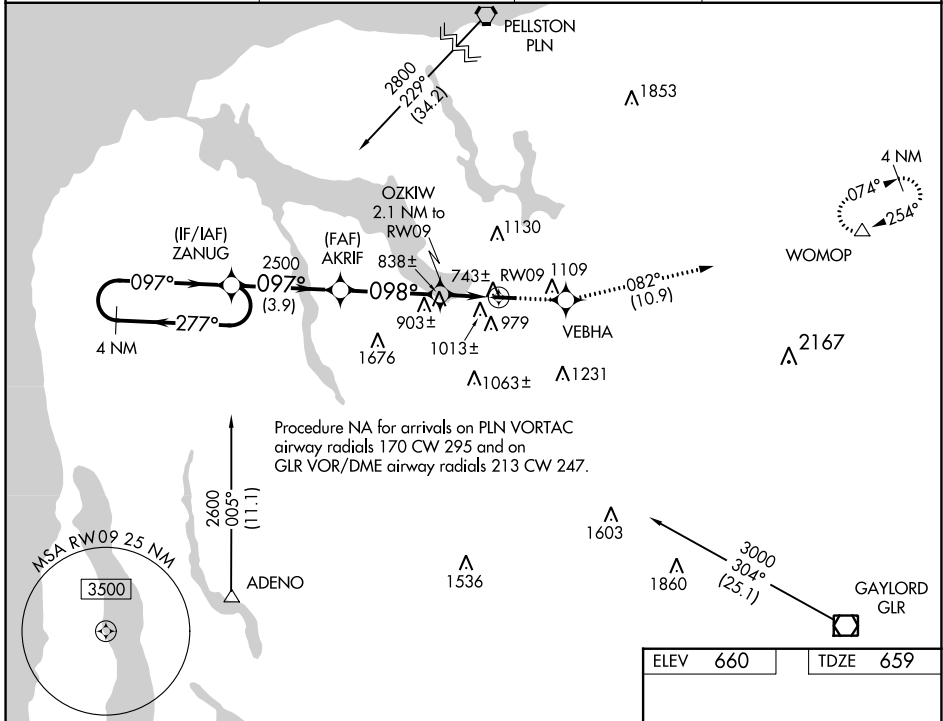 PELLSTON
PLN
2800
229°
(34.2)
1853
4 NM
074°
254°
WOMOP
OZKIW
2.1 NM to
RW09
1130
(IF/IAF)
ZANUG
(FAF)
AKRIF
2500
097°
097°
(3.9)
838±
098°
743±
RW09
1109
082°
(10.9)
277°
4 NM
903±
979
VEBHA
1676
1013±
2167
1063±
1231
Procedure NA for arrivals on PLN VORTAC
airway radials 170 CW 295 and on
GLR VOR/DME airway radials 213 CW 247.
2600
005°
(11.1)
MSA RW09 25 NM
3500
ADENO
1603
1536
1860
3000
304°
(25.1)
GAYLORD
GLR
ELEV 660
TDZE 659